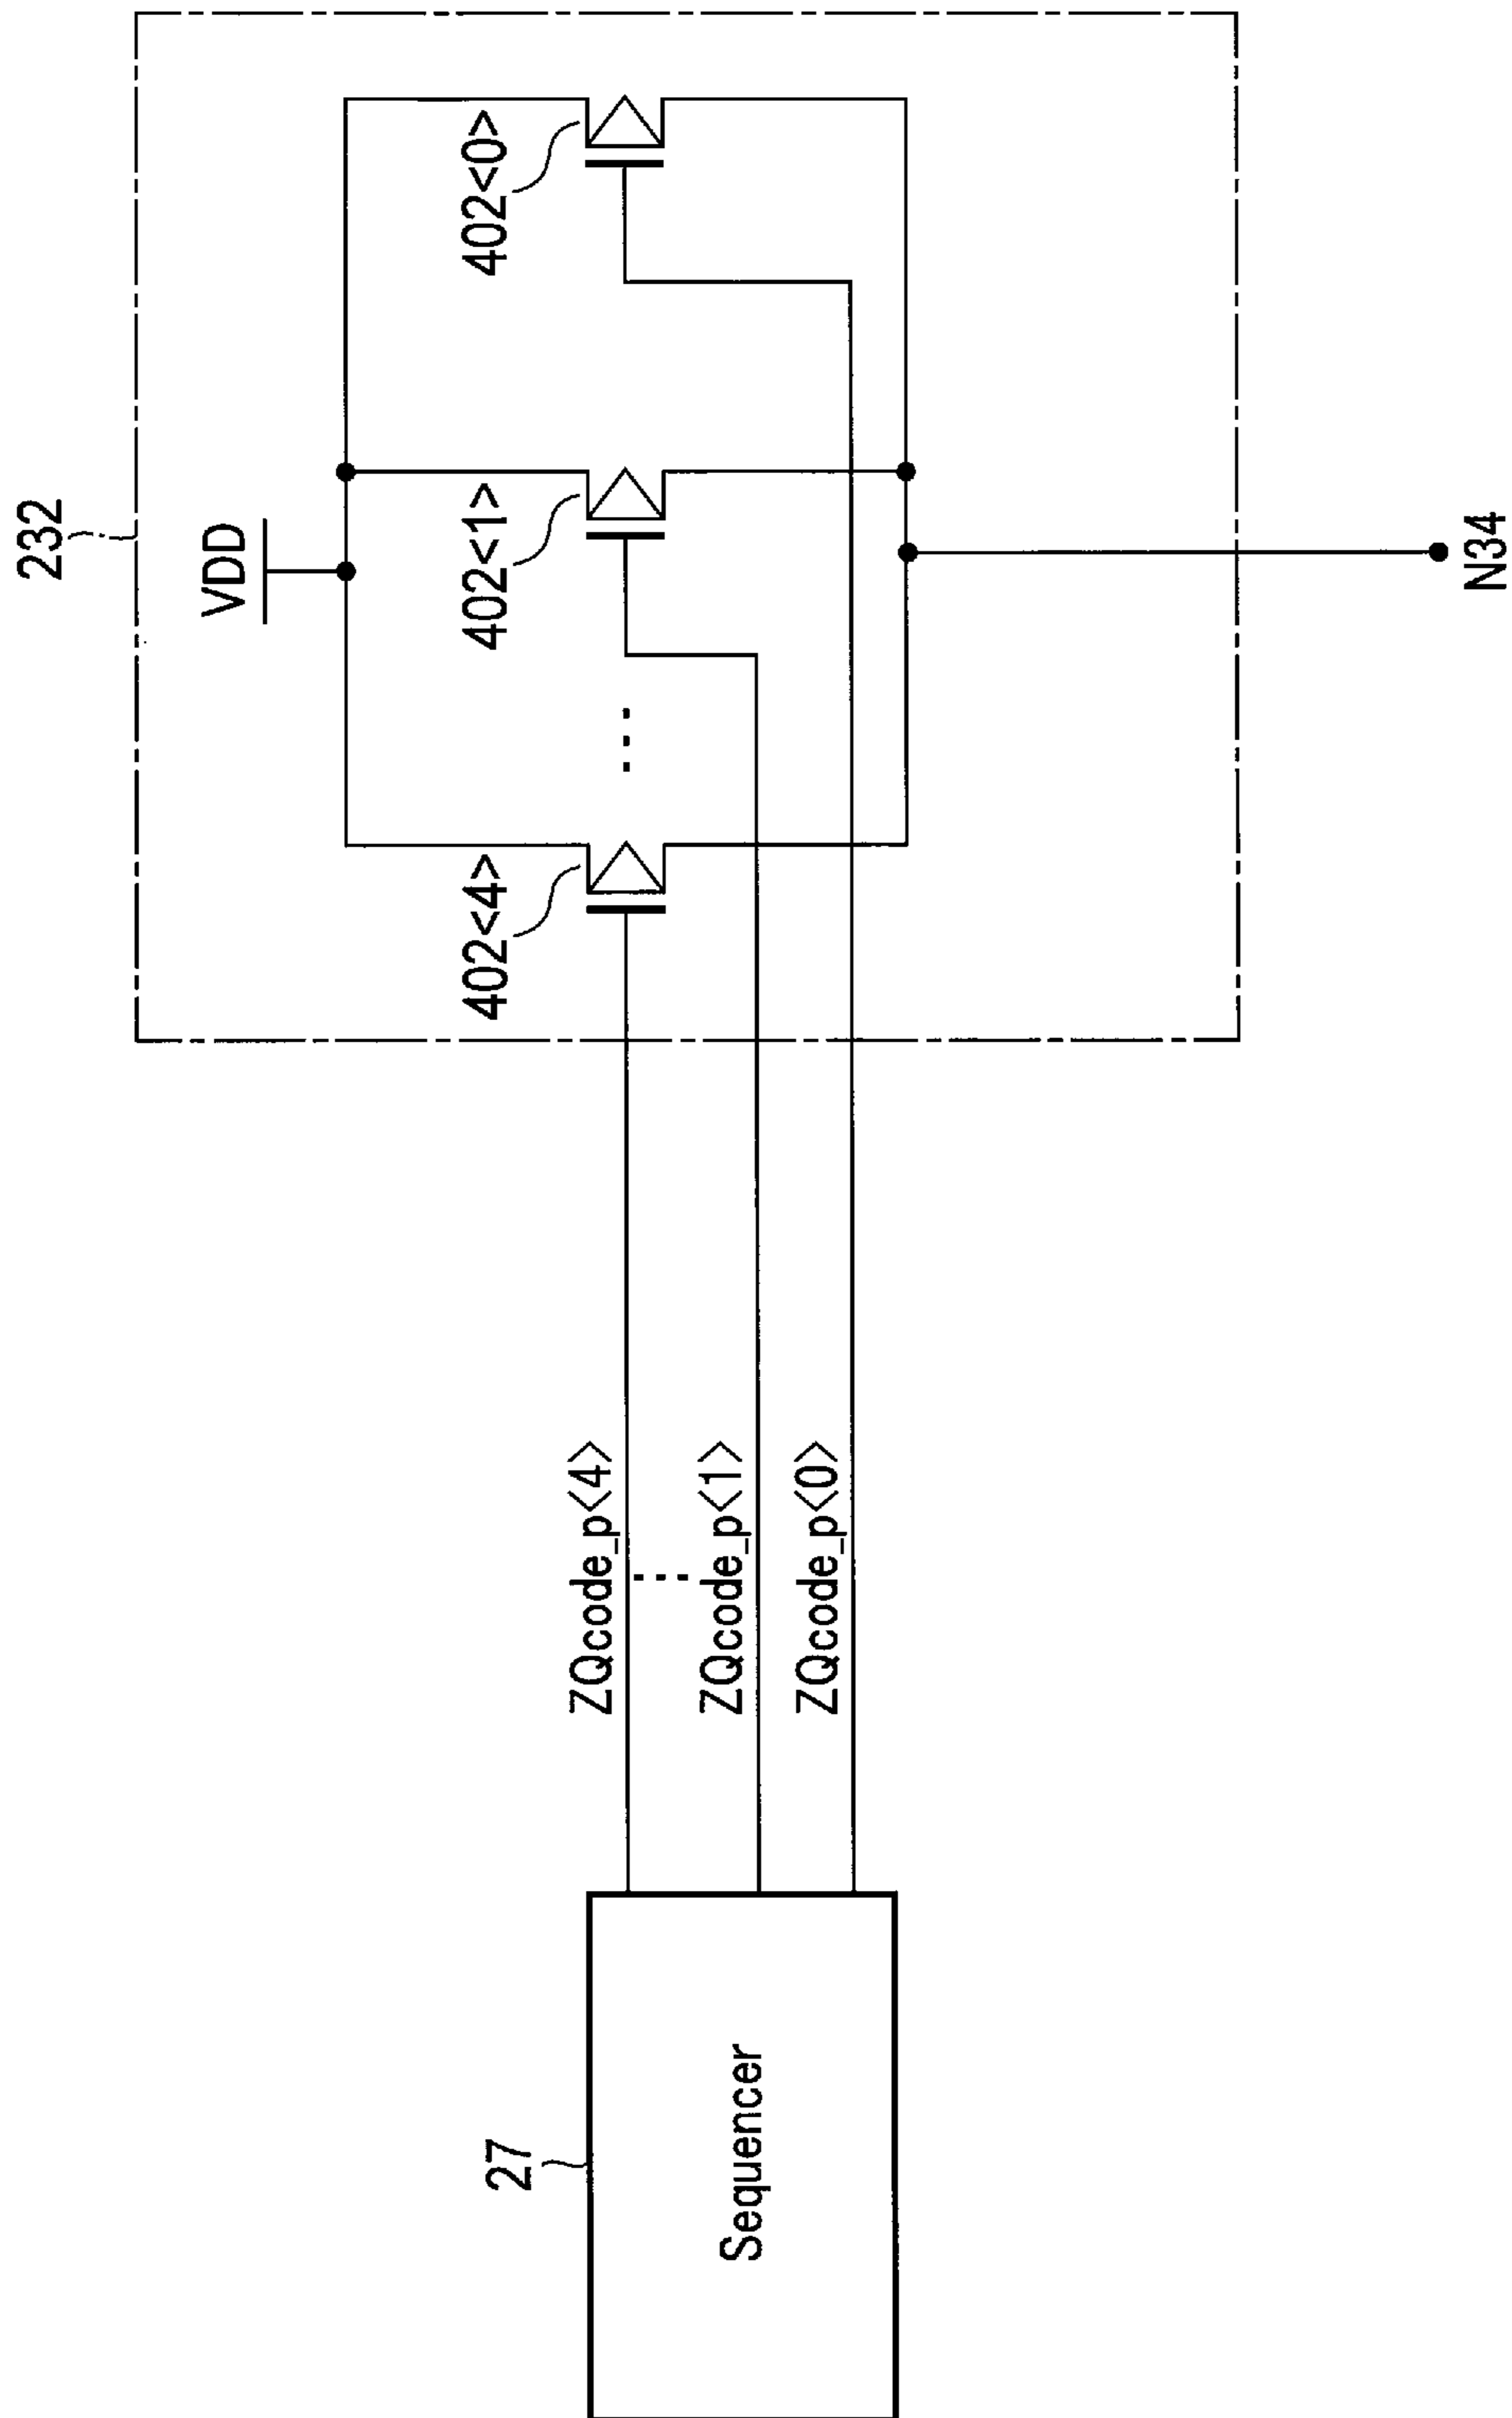 232
VDD
402<4>
402<1>
402<0>
...
ZQcode_p<4>
...
ZQcode_p<1>
ZQcode_p<0>
27
Sequencer
N34